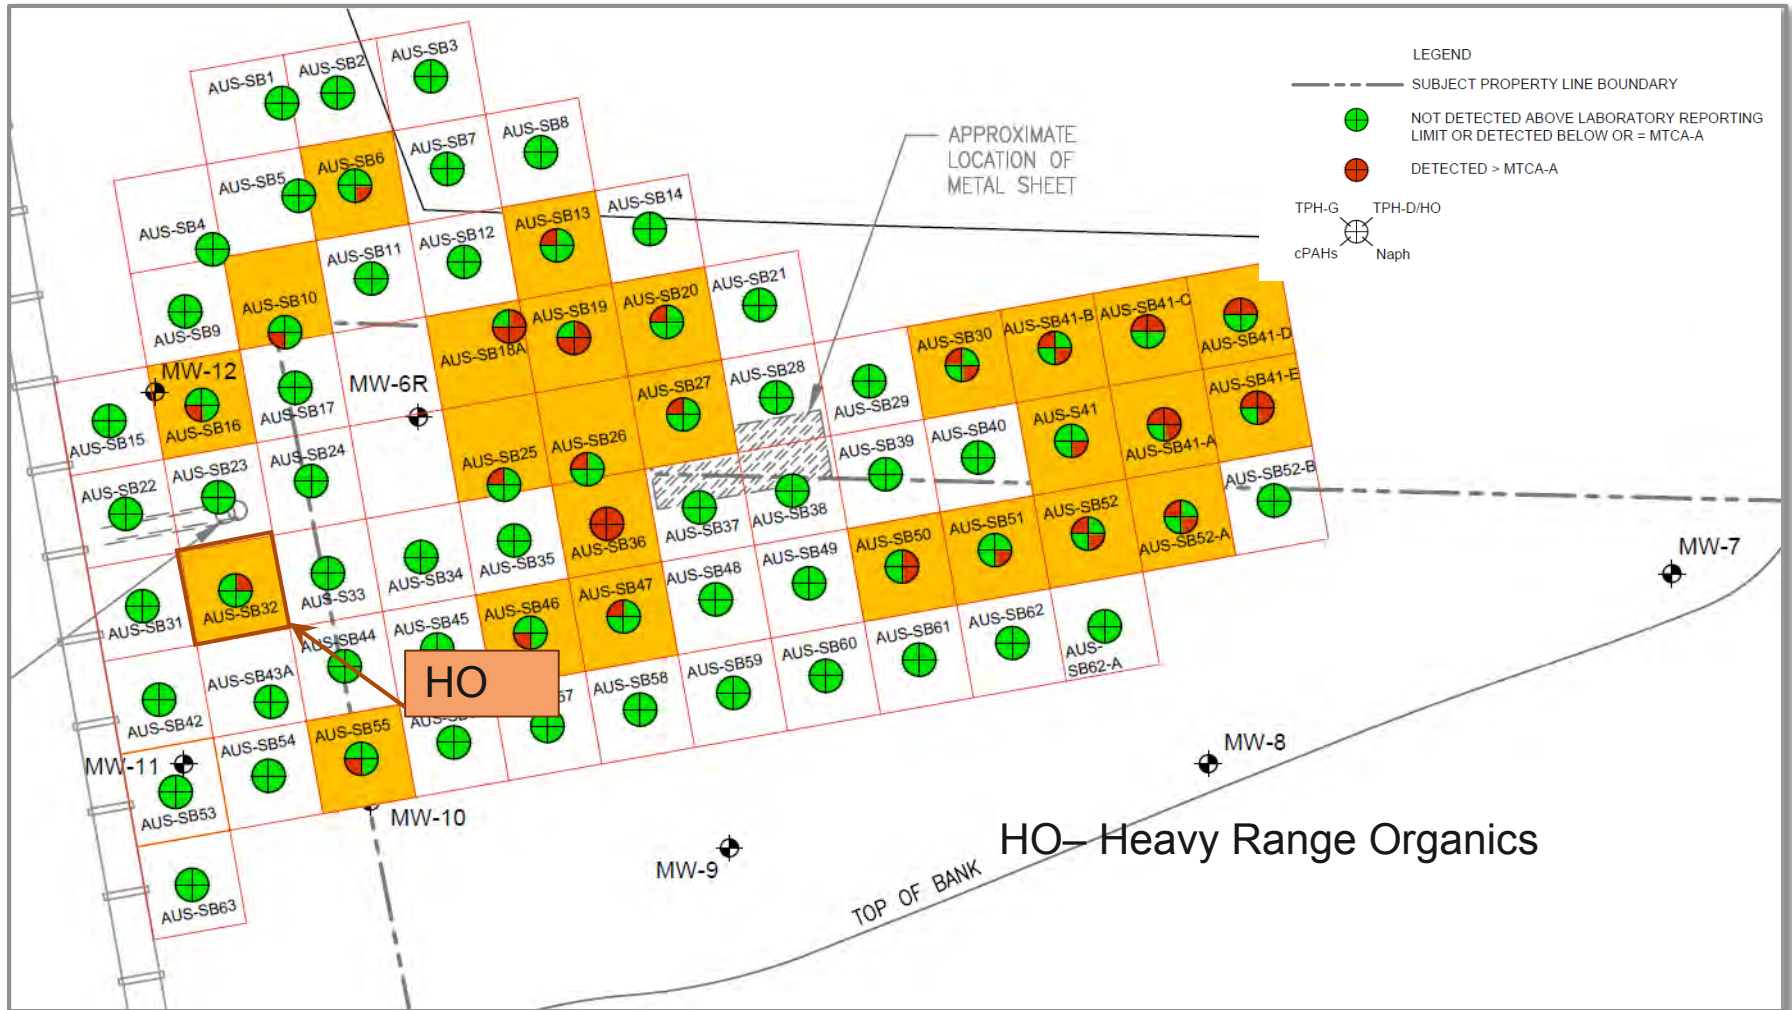 LEGEND
SUBJECT PROPERTY LINE BOUNDARY
NOT DETECTED ABOVE LABORATORY REPORTING
LIMIT OR DETECTED BELOW OR = MTCA-A
DETECTED > MTCA-A
TPH-G
TPH-D/HO
cPAHs
Naph
APPROXIMATE
LOCATION OF
METAL SHEET
AUS-SB1
AUS-SB2
AUS-SB3
AUS-SB4
AUS-SB5
AUS-SB6
AUS-SB7
AUS-SB8
AUS-SB9
AUS-SB10
AUS-SB11
AUS-SB12
AUS-SB13
AUS-SB14
AUS-SB15
MW-12
AUS-SB16
AUS-SB17
MW-6R
AUS-SB18A
AUS-SB19
AUS-SB20
AUS-SB21
AUS-SB22
AUS-SB23
AUS-SB24
AUS-SB25
AUS-SB26
AUS-SB27
AUS-SB28
AUS-SB29
AUS-SB30
AUS-SB41-B
AUS-SB41-C
AUS-SB41-D
AUS-SB31
AUS-SB32
AUS-S33
AUS-SB34
AUS-SB35
AUS-SB36
AUS-SB37
AUS-SB38
AUS-SB39
AUS-SB40
AUS-S41
AUS-SB41-A
AUS-SB41-E
AUS-SB42
AUS-SB43A
AUS-SB44
AUS-SB45
AUS-SB46
AUS-SB47
AUS-SB48
AUS-SB49
AUS-SB50
AUS-SB51
AUS-SB52
AUS-SB52-A
AUS-SB52-B
MW-7
HO
MW-11
AUS-SB53
AUS-SB54
AUS-SB55
57
AUS-SB58
AUS-SB59
AUS-SB60
AUS-SB61
AUS-SB62
AUS-
SB62-A
MW-8
MW-10
MW-9
AUS-SB63
HO– Heavy Range Organics
TOP OF BANK